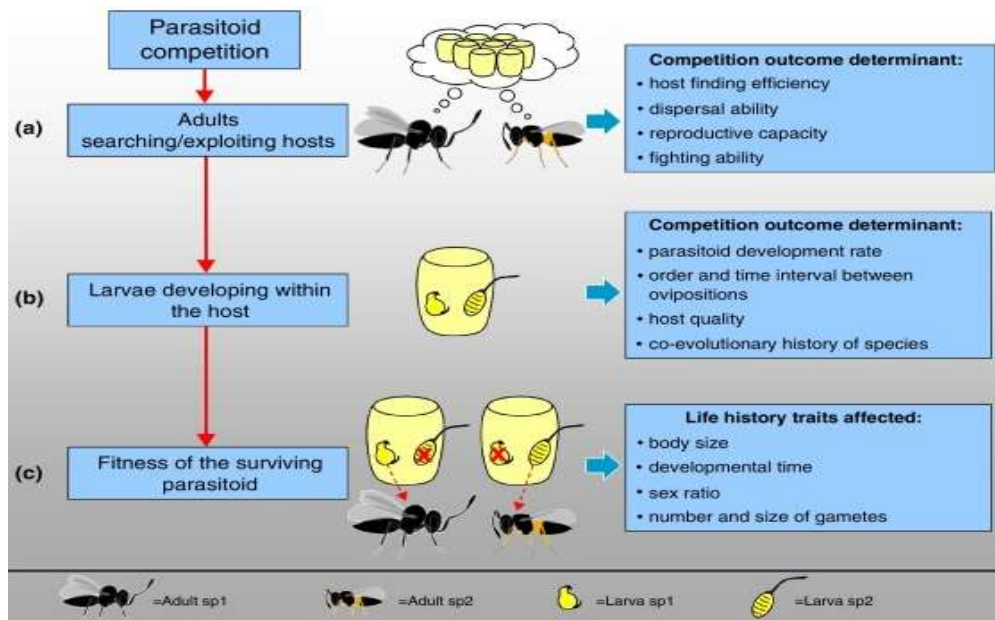 Parasitoid
competition
(a)
Adults
searching/exploiting hosts
Competition outcome determinant:
• host finding efficiency
• dispersal ability
• reproductive capacity
• fighting ability
(b)
Larvae developing within
the host
Competition outcome determinant:
• parasitoid development rate
• order and time interval between
ovipositions
• host quality
• co-evolutionary history of species
(c)
Fitness of the surviving
parasitoid
Life history traits affected:
• body size
• developmental time
• sex ratio
• number and size of gametes
=Adult sp1
=Adult sp2
=Larva sp1
=Larva sp2